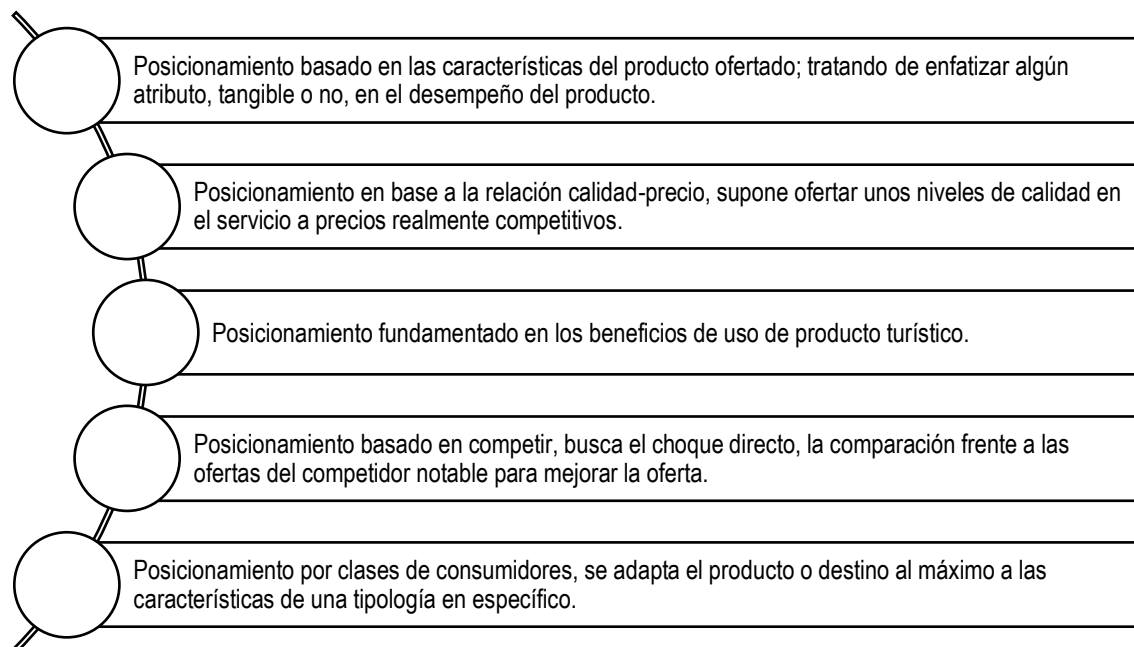 Posicionamiento basado en las características del producto ofertado; tratando de enfatizar algún
atributo, tangible o no, en el desempeño del producto.
Posicionamiento en base a la relación calidad-precio, supone ofertar unos niveles de calidad en
el servicio a precios realmente competitivos.
Posicionamiento fundamentado en los beneficios de uso de producto turístico.
Posicionamiento basado en competir, busca el choque directo, la comparación frente a las
ofertas del competidor notable para mejorar la oferta.
Posicionamiento por clases de consumidores, se adapta el producto o destino al máximo a las
características de una tipología en específico.